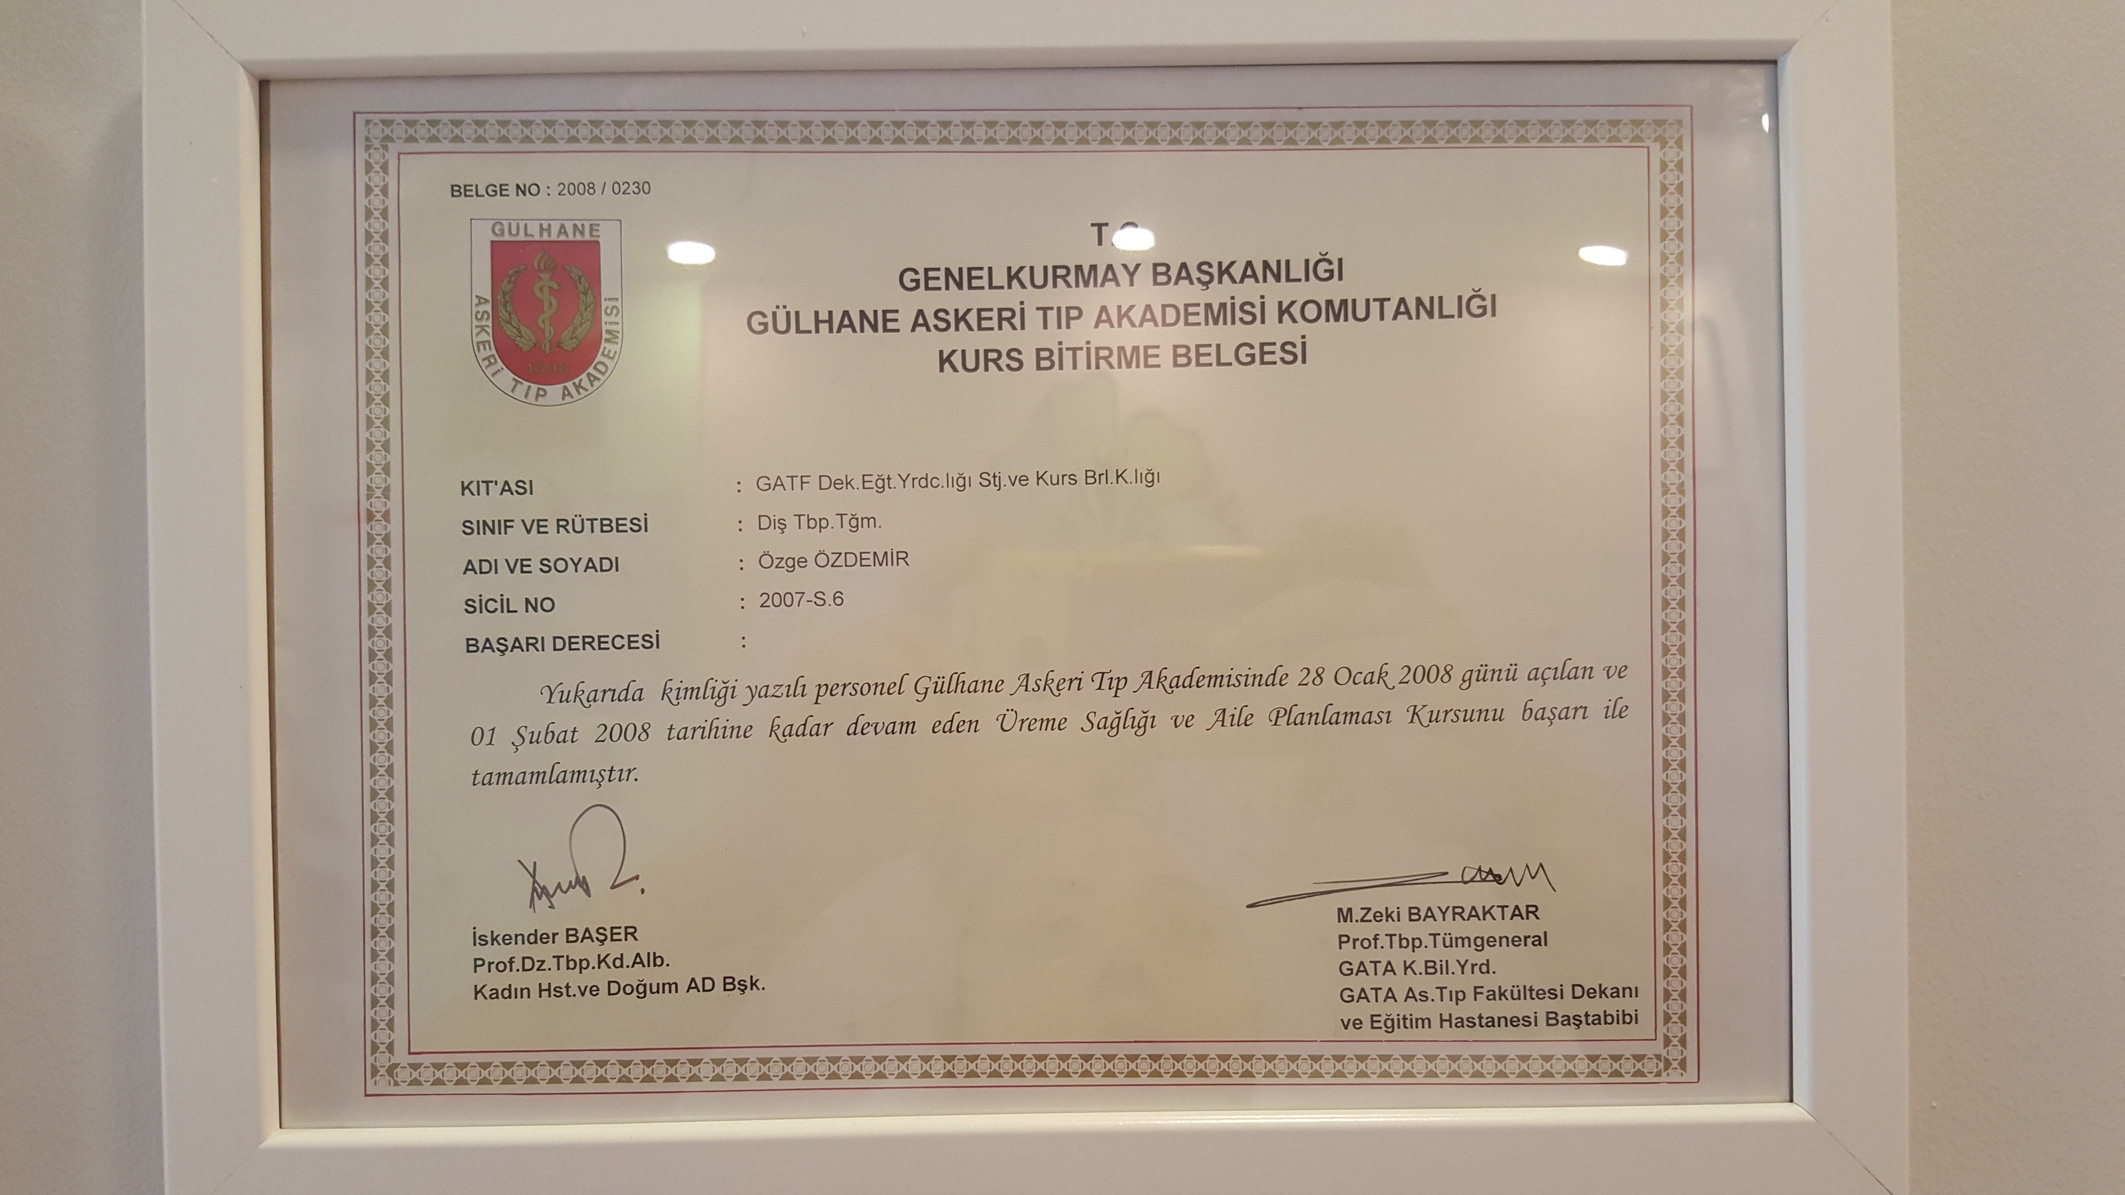 BELGE NO : 2008 / 0230
GÜLHANE
ASKERİ TIP AKADEMİSİ
GENELKURMAY BAŞKANLIĞI
GÜLHANE ASKERİ TIP AKADEMİSİ KOMUTANLIĞI
KURS BİTİRME BELGESİ
KIT'ASI : GATF Dek.Eğt.Yrdc.lığı Stj.ve Kurs Brl.K.lığı
SINIF VE RÜTBESİ : Diş Tbp.Tğm.
ADI VE SOYADI : Özge ÖZDEMİR
SİCİL NO : 2007-S.6
BAŞARI DERECESİ :
Yukarıda kimliği yazılı personel Gülhane Askeri Tıp Akademisinde 28 Ocak 2008 günü açılan ve
01 Şubat 2008 tarihine kadar devam eden Üreme Sağlığı ve Aile Planlaması Kursunu başarı ile
tamamlamıştır.
İskender BAŞER
Prof.Dz.Tbp.Kd.Alb.
Kadın Hst.ve Doğum AD Bşk.
M.Zeki BAYRAKTAR
Prof.Tbp.Tümgeneral
GATA K.Bil.Yrd.
GATA As.Tıp Fakültesi Dekanı
ve Eğitim Hastanesi Baştabibi